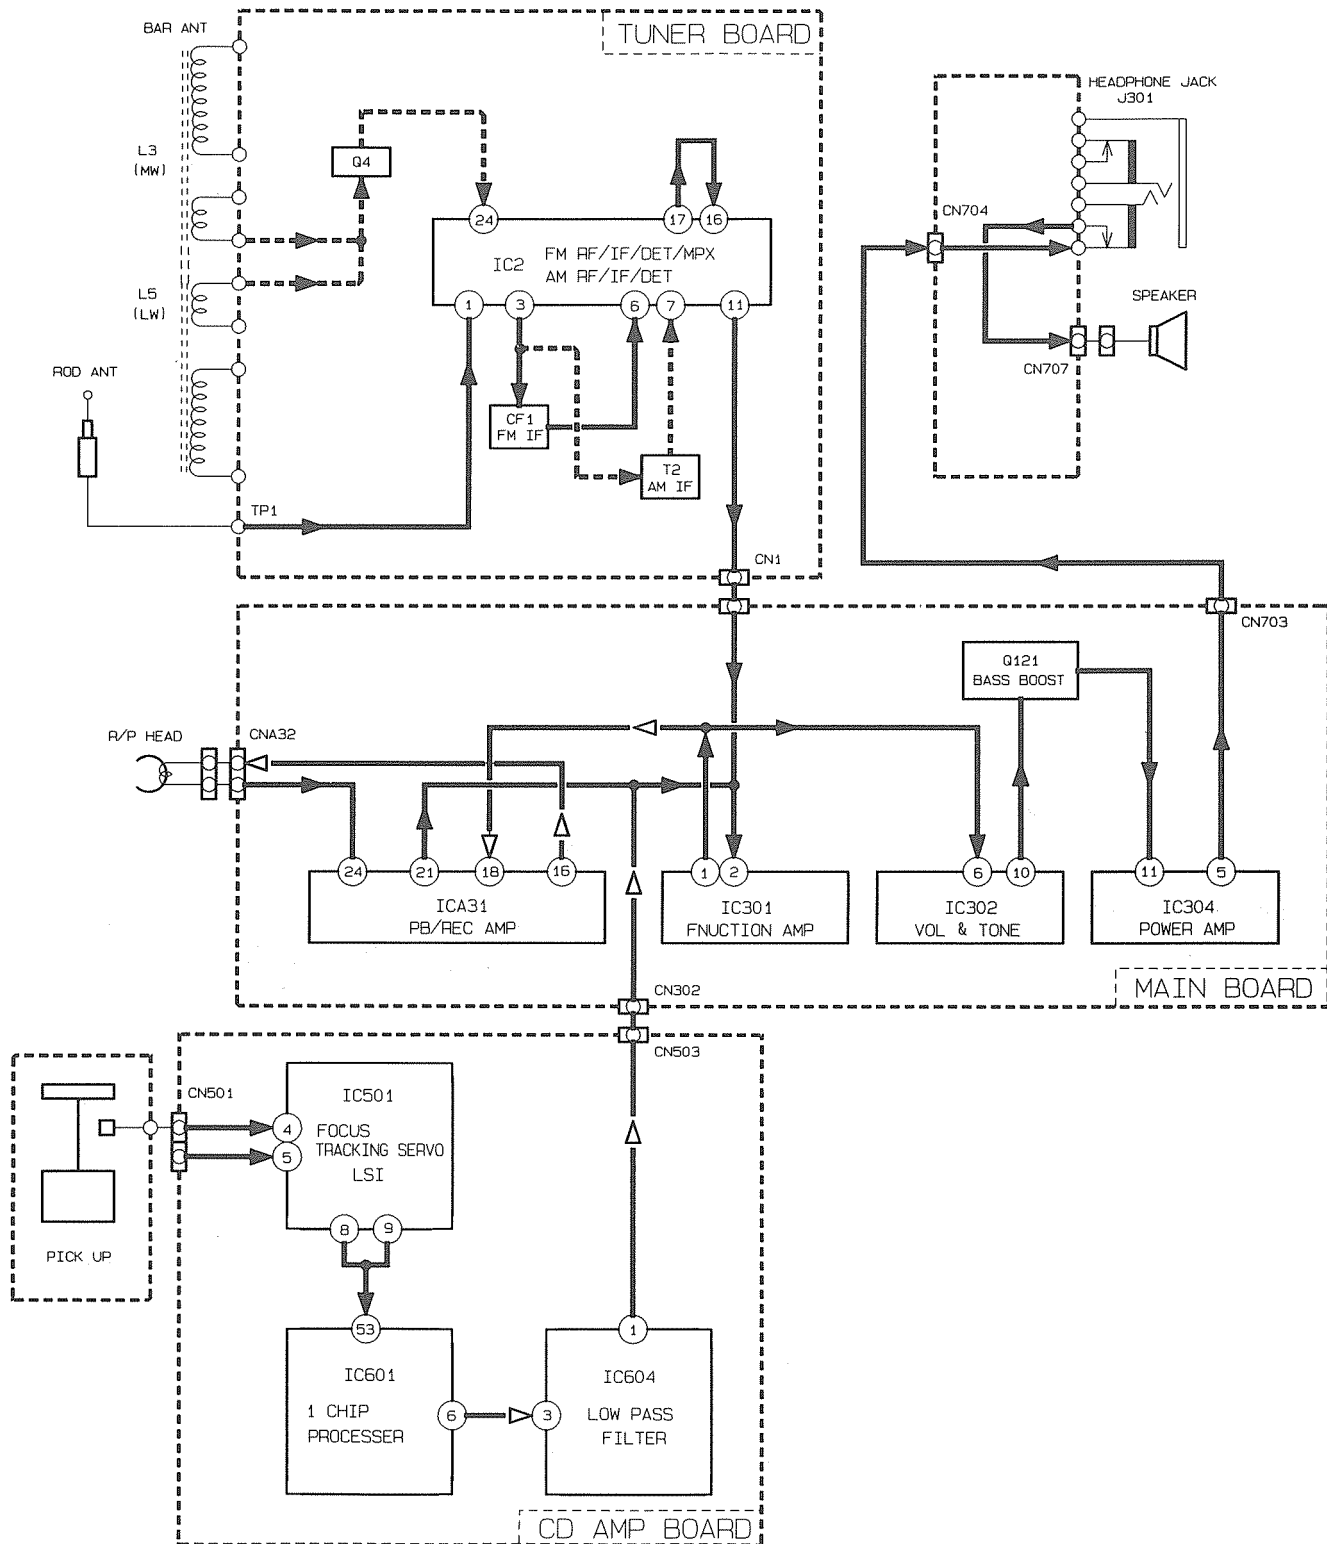 BAR ANT
TUNER BOARD
L3
(MW)
L5
(LW)
ROD ANT
TP1
Q4
24
17
16
IC2
FM RF/IF/DET/MPX
AM RF/IF/DET
1
3
6
7
11
CF1
FM IF
T2
AM IF
CN1
HEADPHONE JACK
J301
CN704
SPEAKER
CN707
CN703
R/P HEAD
CNA32
Q121
BASS BOOST
24
21
18
16
ICA31
PB/REC AMP
1
2
IC301
FNUCTION AMP
6
10
IC302
VOL & TONE
11
5
IC304
POWER AMP
MAIN BOARD
CN302
CN503
PICK UP
CN501
4
5
IC501
FOCUS
TRACKING SERVO
LSI
8
9
53
IC601
1 CHIP
PROCESSER
6
3
1
IC604
LOW PASS
FILTER
CD AMP BOARD